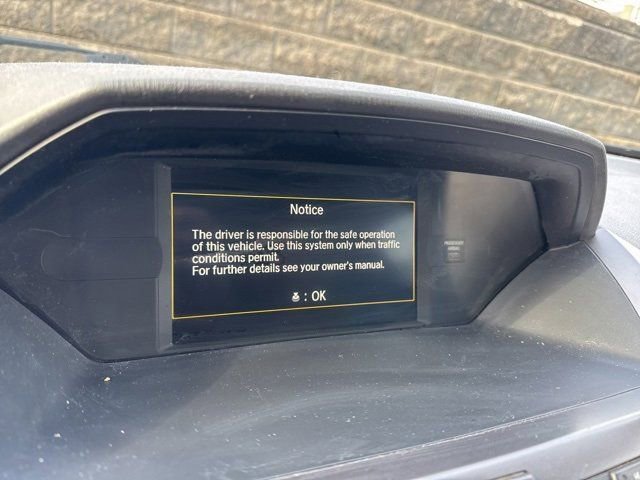 Notice
The driver is responsible for the safe operation
of this vehicle. Use this system only when traffic
conditions permit.
For further details see your owner's manual.
: OK